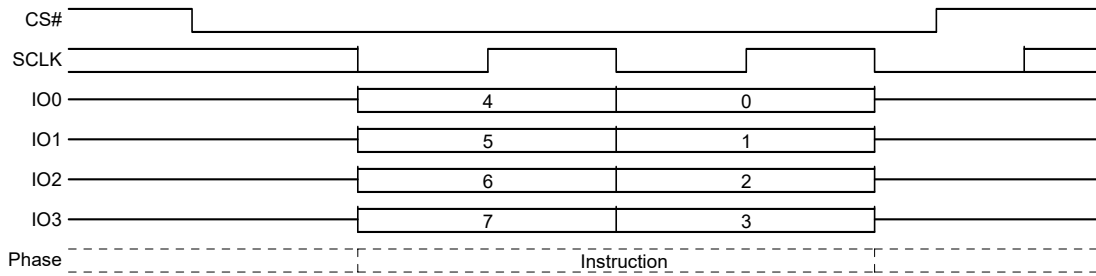 CS#
SCLK
IO0 4 0
IO1 5 1
IO2 6 2
IO3 7 3
Phase Instruction